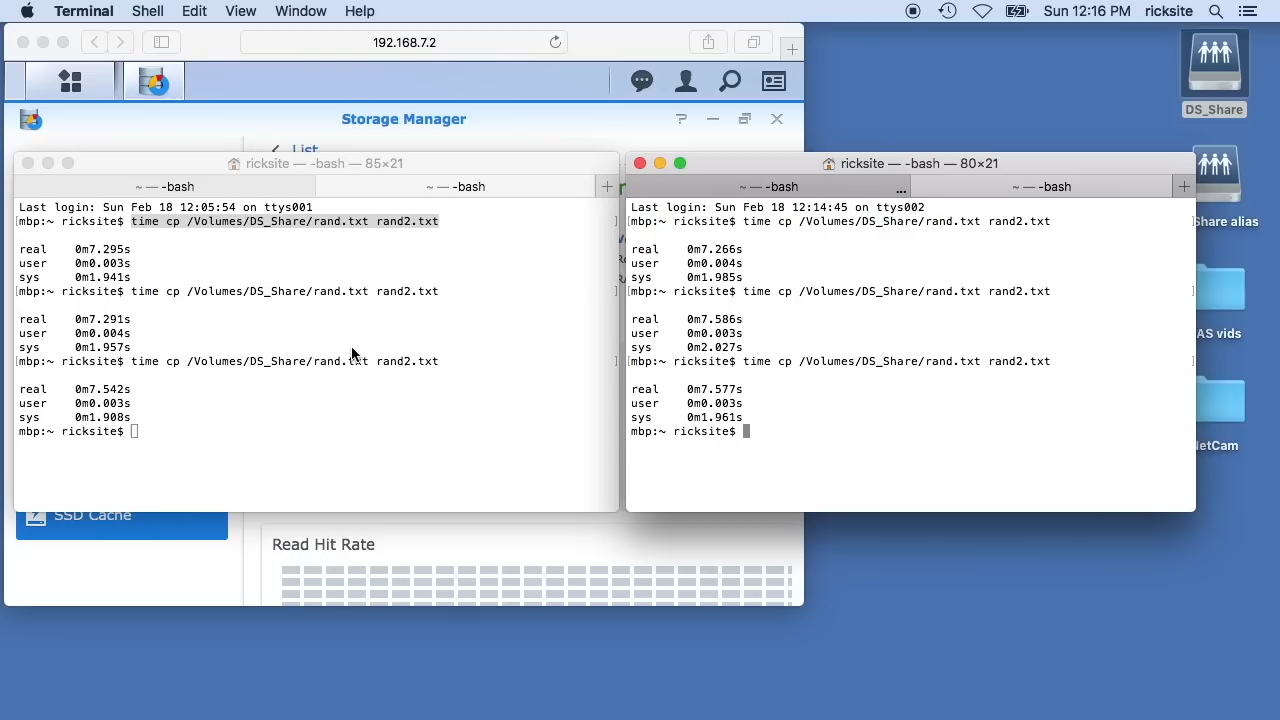 Terminal Shell Edit View Window Help Sun 12:16 PM ricksite
192.168.7.2
Storage Manager
List
ricksite — -bash — 85×21
~ — -bash ~ — -bash
Last login: Sun Feb 18 12:05:54 on ttys001
[mbp:~ ricksite$ time cp /Volumes/DS_Share/rand.txt rand2.txt ]
real 0m7.295s
user 0m0.003s
sys 0m1.941s
[mbp:~ ricksite$ time cp /Volumes/DS_Share/rand.txt rand2.txt ]
real 0m7.291s
user 0m0.004s
sys 0m1.957s
[mbp:~ ricksite$ time cp /Volumes/DS_Share/rand.txt rand2.txt ]
real 0m7.542s
user 0m0.003s
sys 0m1.908s
mbp:~ ricksite$
ricksite — -bash — 80×21
~ — -bash ... ~ — -bash
Last login: Sun Feb 18 12:14:45 on ttys002
[mbp:~ ricksite$ time cp /Volumes/DS_Share/rand.txt rand2.txt ]
real 0m7.266s
user 0m0.004s
sys 0m1.985s
[mbp:~ ricksite$ time cp /Volumes/DS_Share/rand.txt rand2.txt ]
real 0m7.586s
user 0m0.003s
sys 0m2.027s
[mbp:~ ricksite$ time cp /Volumes/DS_Share/rand.txt rand2.txt ]
real 0m7.577s
user 0m0.003s
sys 0m1.961s
mbp:~ ricksite$
SSD Cache
Read Hit Rate
DS_Share
Share alias
AS vids
etCam